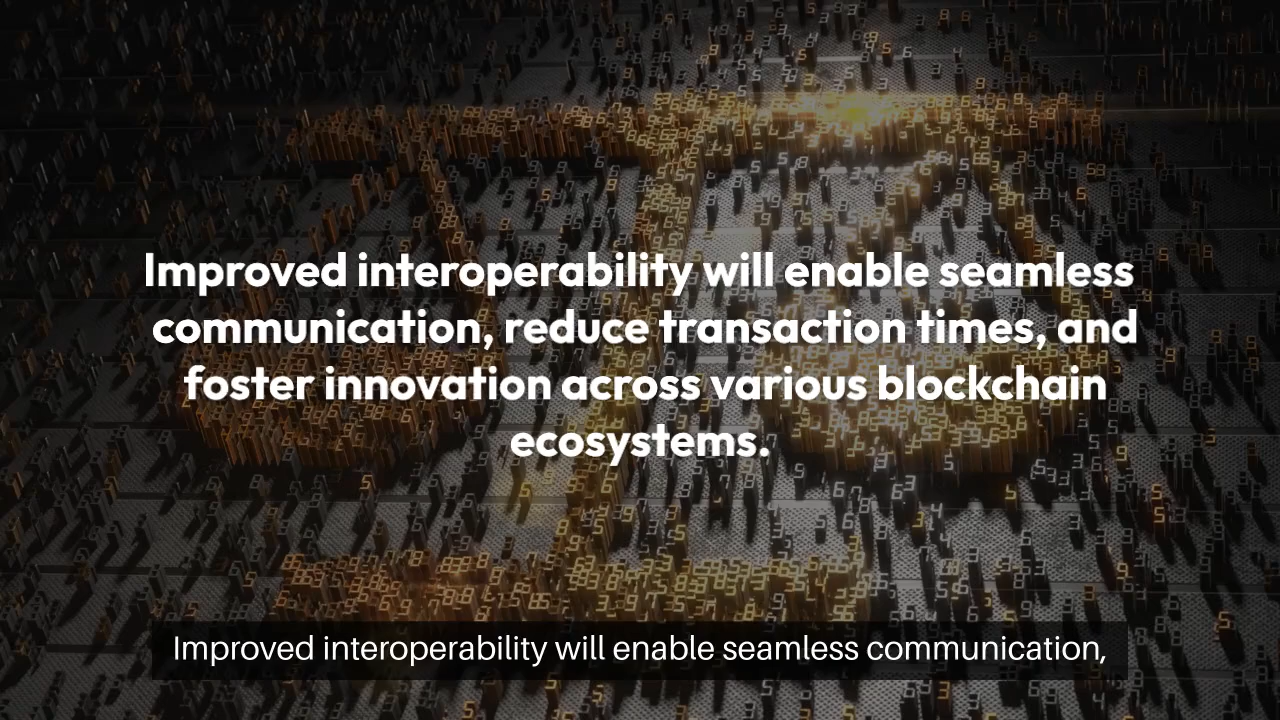 Improved interoperability will enable seamless
communication, reduce transaction times, and
foster innovation across various blockchain
ecosystems.
Improved interoperability will enable seamless communication,